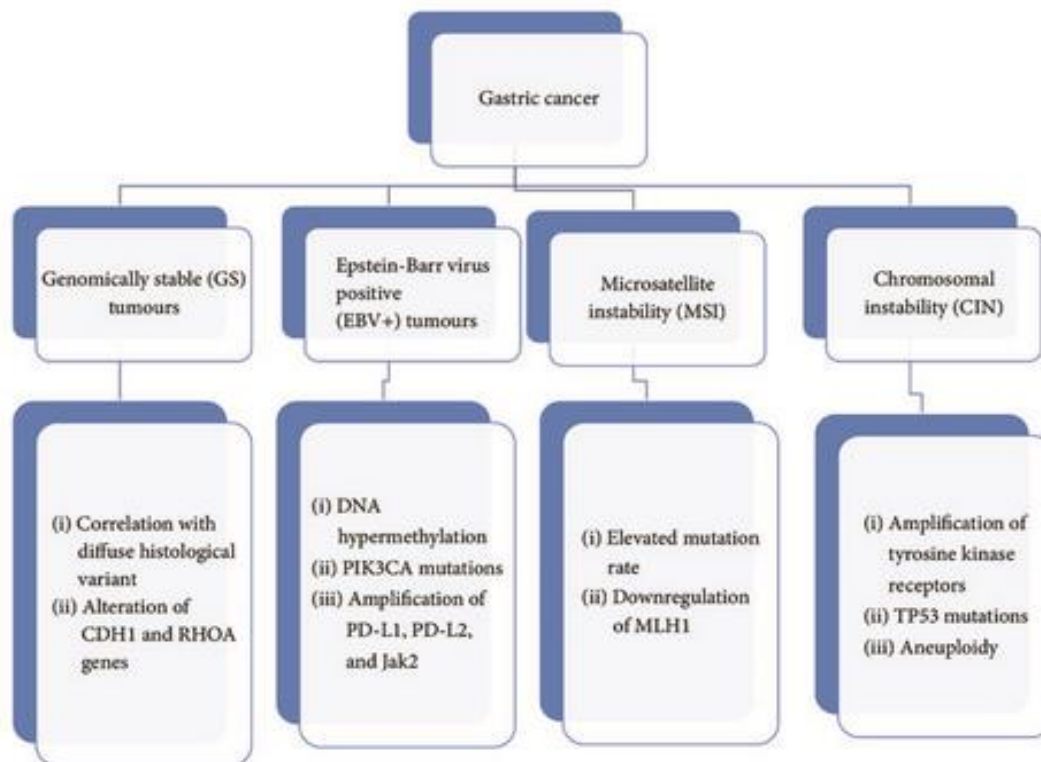 Gastric cancer
Genomically stable (GS)
tumours
Epstein-Barr virus
positive
(EBV+) tumours
Microsatellite
instability (MSI)
Chromosomal
instability (CIN)
(i) Correlation with
diffuse histological
variant
(ii) Alteration of
CDH1 and RHOA
genes
(i) DNA
hypermethylation
(ii) PIK3CA mutations
(iii) Amplification of
PD-L1, PD-L2,
and Jak2
(i) Elevated mutation
rate
(ii) Downregulation
of MLH1
(i) Amplification of
tyrosine kinase
receptors
(ii) TP53 mutations
(iii) Aneuploidy